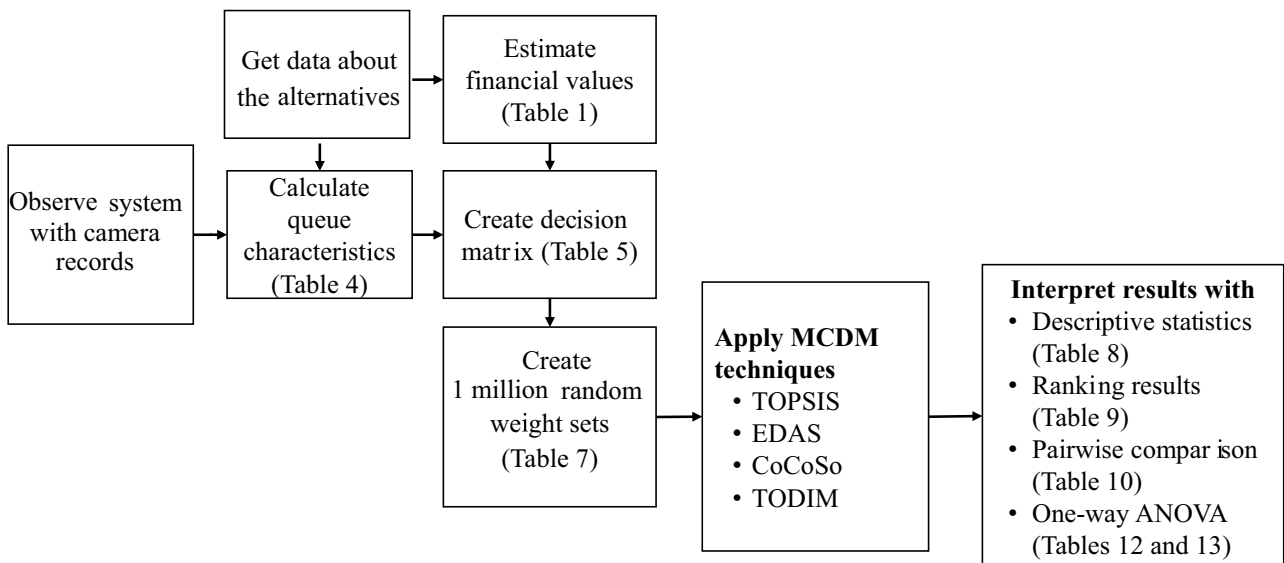 Get data about
the alternatives
Estimate
financial values
(Table 1)
Observe system
with camera
records
Calculate
queue
characteristics
(Table 4)
Create decision
matrix (Table 5)
Create
1 million random
weight sets
(Table 7)
Apply MCDM
techniques
• TOPSIS
• EDAS
• CoCoSo
• TODIM
Interpret results with
• Descriptive statistics
(Table 8)
• Ranking results
(Table 9)
• Pairwise comparison
(Table 10)
• One-way ANOVA
(Tables 12 and 13)